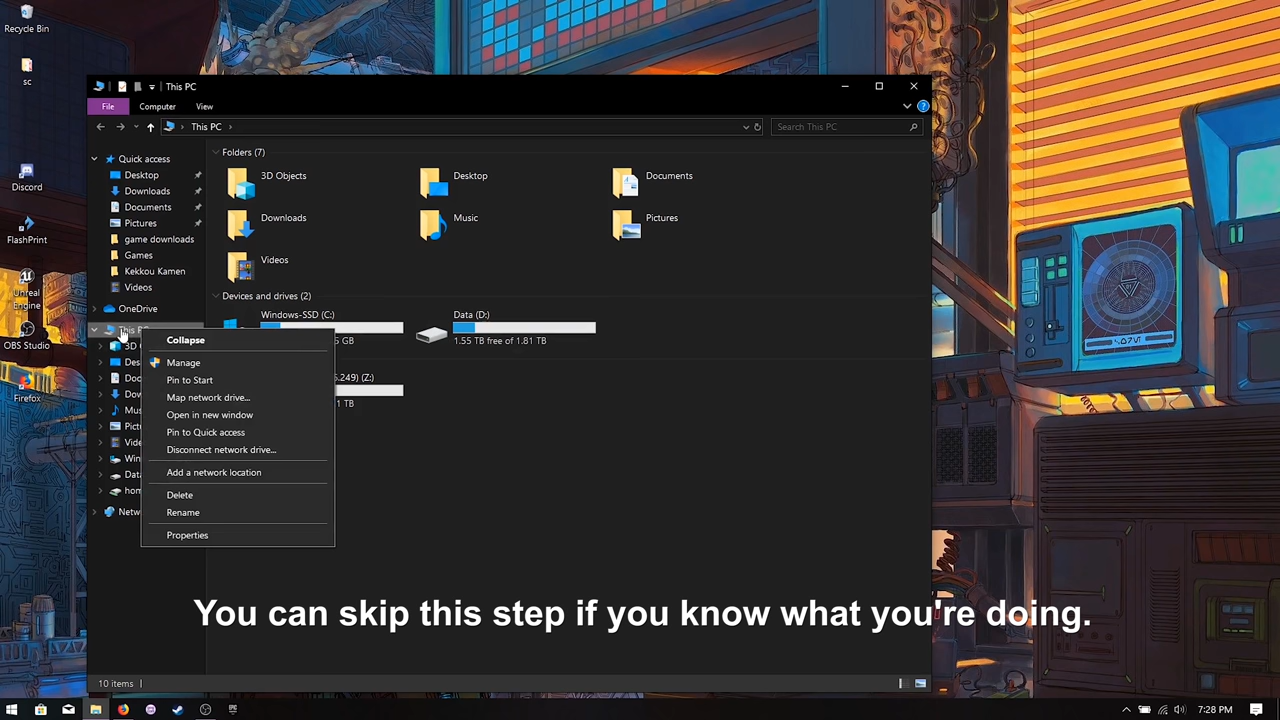 Recycle Bin
sc
Discord
FlashPrint
Unreal
Engine
OBS Studio
Firefox
This PC
File
Computer
View
This PC
Search This PC
Quick access
Desktop
Downloads
Documents
Pictures
game downloads
Games
Kekkou Kamen
Videos
OneDrive
This PC
3D
Folders (7)
3D Objects
Desktop
Documents
Downloads
Music
Pictures
Videos
Devices and drives (2)
Windows-SSD (C:)
GB
Data (D:)
1.55 TB free of 1.81 TB
(Z:)
TB
Collapse
Manage
Pin to Start
Map network drive...
Open in new window
Pin to Quick access
Disconnect network drive...
Add a network location
Delete
Rename
Properties
You can skip this step if you know what you're doing.
10 items
7:28 PM